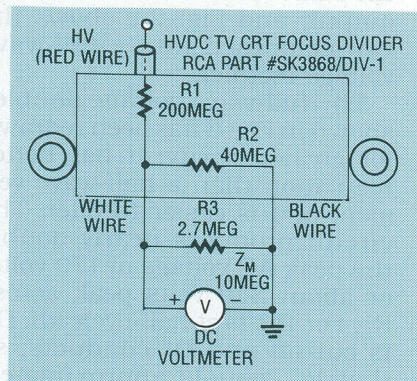 HV
(RED WIRE)
HVDC TV CRT FOCUS DIVIDER
RCA PART #SK3868/DIV-1
R1
200MEG
R2
40MEG
WHITE
WIRE
BLACK
WIRE
R3
2.7MEG
ZM
10MEG
+
V
−
DC
VOLTMETER